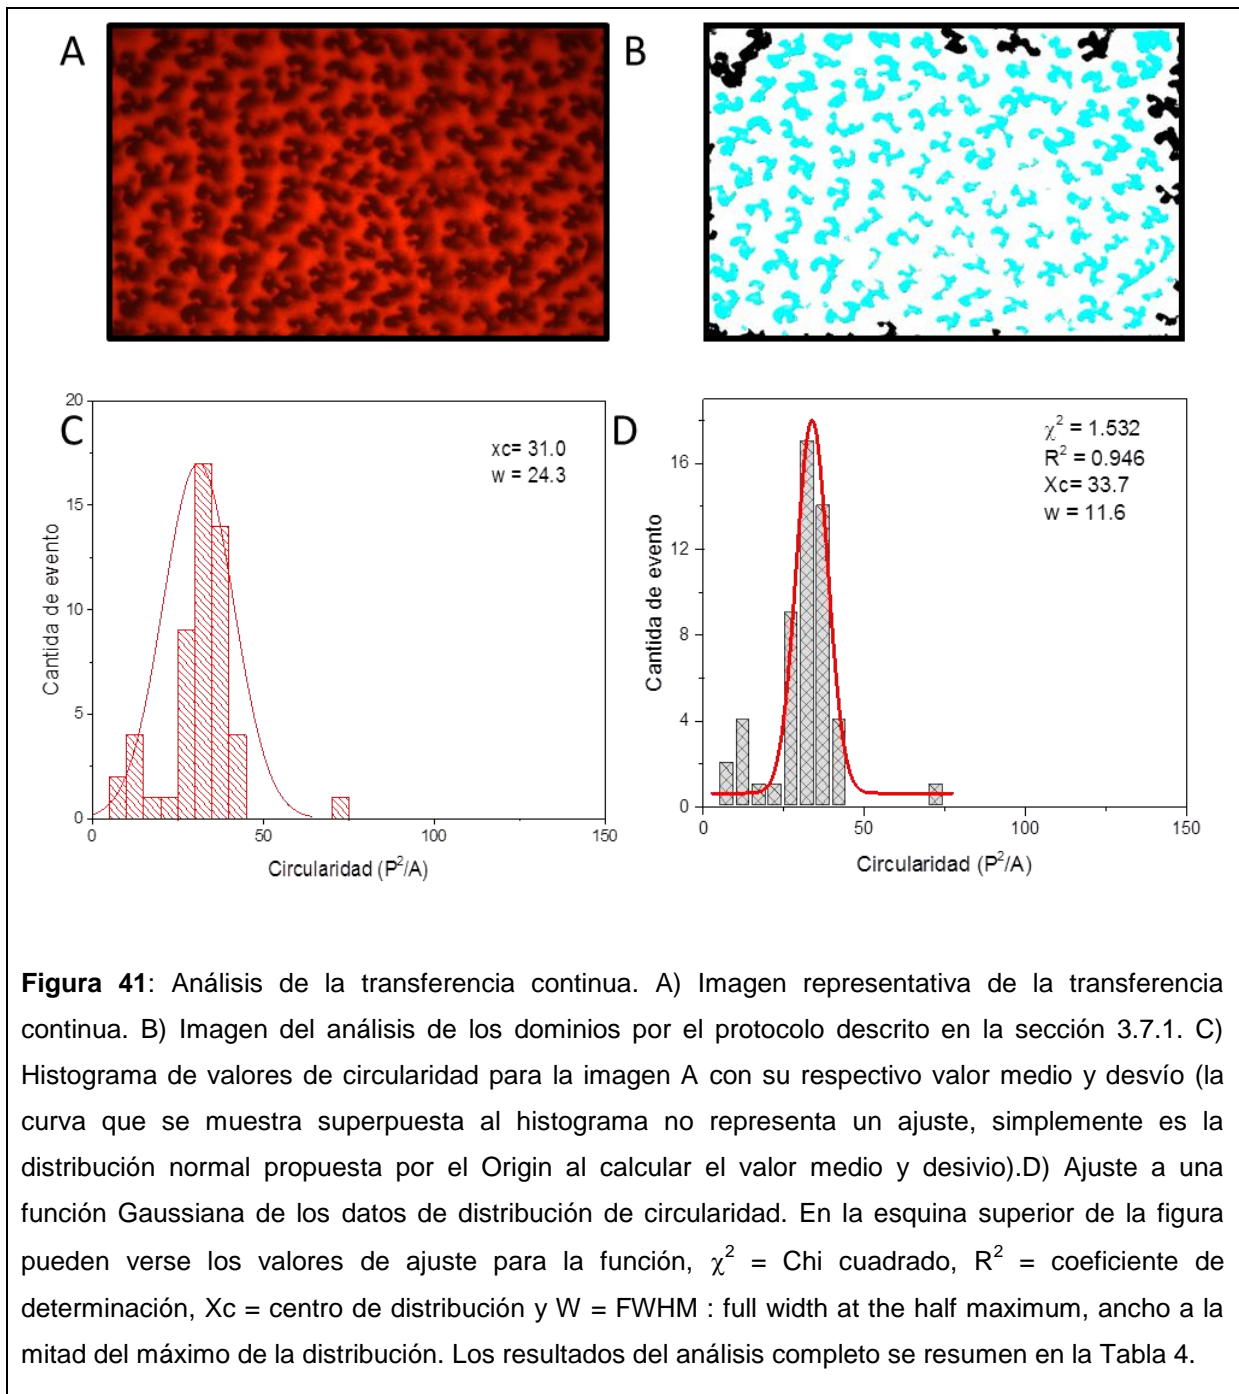 A
B
C
20
15
10
5
0
0
50
100
150
xc= 31.0
w = 24.3
Cantida de evento
Circularidad (P²/A)
D
16
12
8
4
0
0
50
100
150
χ² = 1.532
R² = 0.946
Xc= 33.7
w = 11.6
Cantida de evento
Circularidad (P²/A)
Figura 41: Análisis de la transferencia continua. A) Imagen representativa de la transferencia
continua. B) Imagen del análisis de los dominios por el protocolo descrito en la sección 3.7.1. C)
Histograma de valores de circularidad para la imagen A con su respectivo valor medio y desvío (la
curva que se muestra superpuesta al histograma no representa un ajuste, simplemente es la
distribución normal propuesta por el Origin al calcular el valor medio y desivio).D) Ajuste a una
función Gaussiana de los datos de distribución de circularidad. En la esquina superior de la figura
pueden verse los valores de ajuste para la función, χ² = Chi cuadrado, R² = coeficiente de
determinación, Xc = centro de distribución y W = FWHM : full width at the half maximum, ancho a la
mitad del máximo de la distribución. Los resultados del análisis completo se resumen en la Tabla 4.